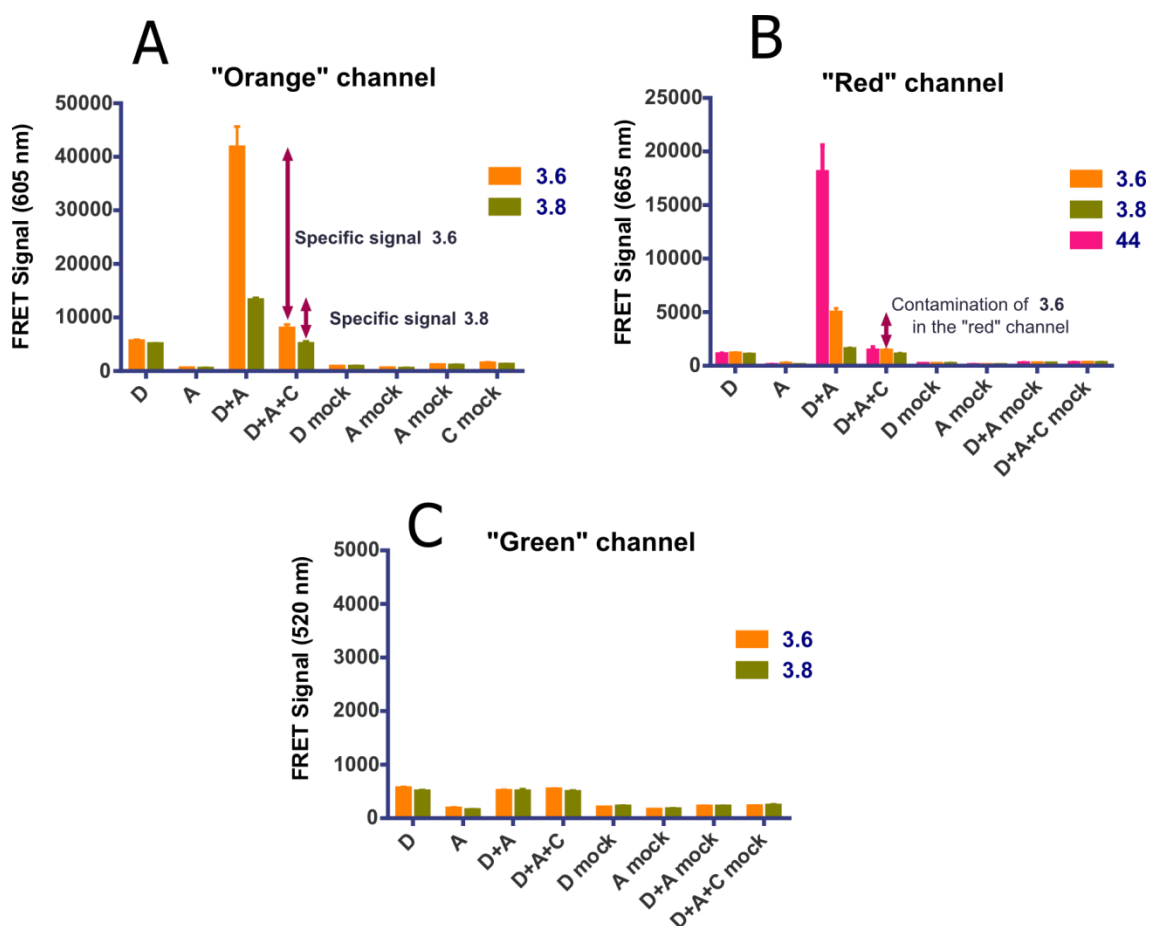 A
"Orange" channel
FRET Signal (605 nm)
50000
40000
30000
20000
10000
0
3.6
3.8
Specific signal 3.6
Specific signal 3.8
D
A
D+A
D+A+C
D mock
A mock
A mock
C mock
B
"Red" channel
FRET Signal (665 nm)
25000
20000
15000
10000
5000
0
3.6
3.8
44
Contamination of 3.6
in the "red" channel
D
A
D+A
D+A+C
D mock
A mock
D+A mock
D+A+C mock
C
"Green" channel
FRET Signal (520 nm)
5000
4000
3000
2000
1000
0
3.6
3.8
D
A
D+A
D+A+C
D mock
A mock
D+A mock
D+A+C mock